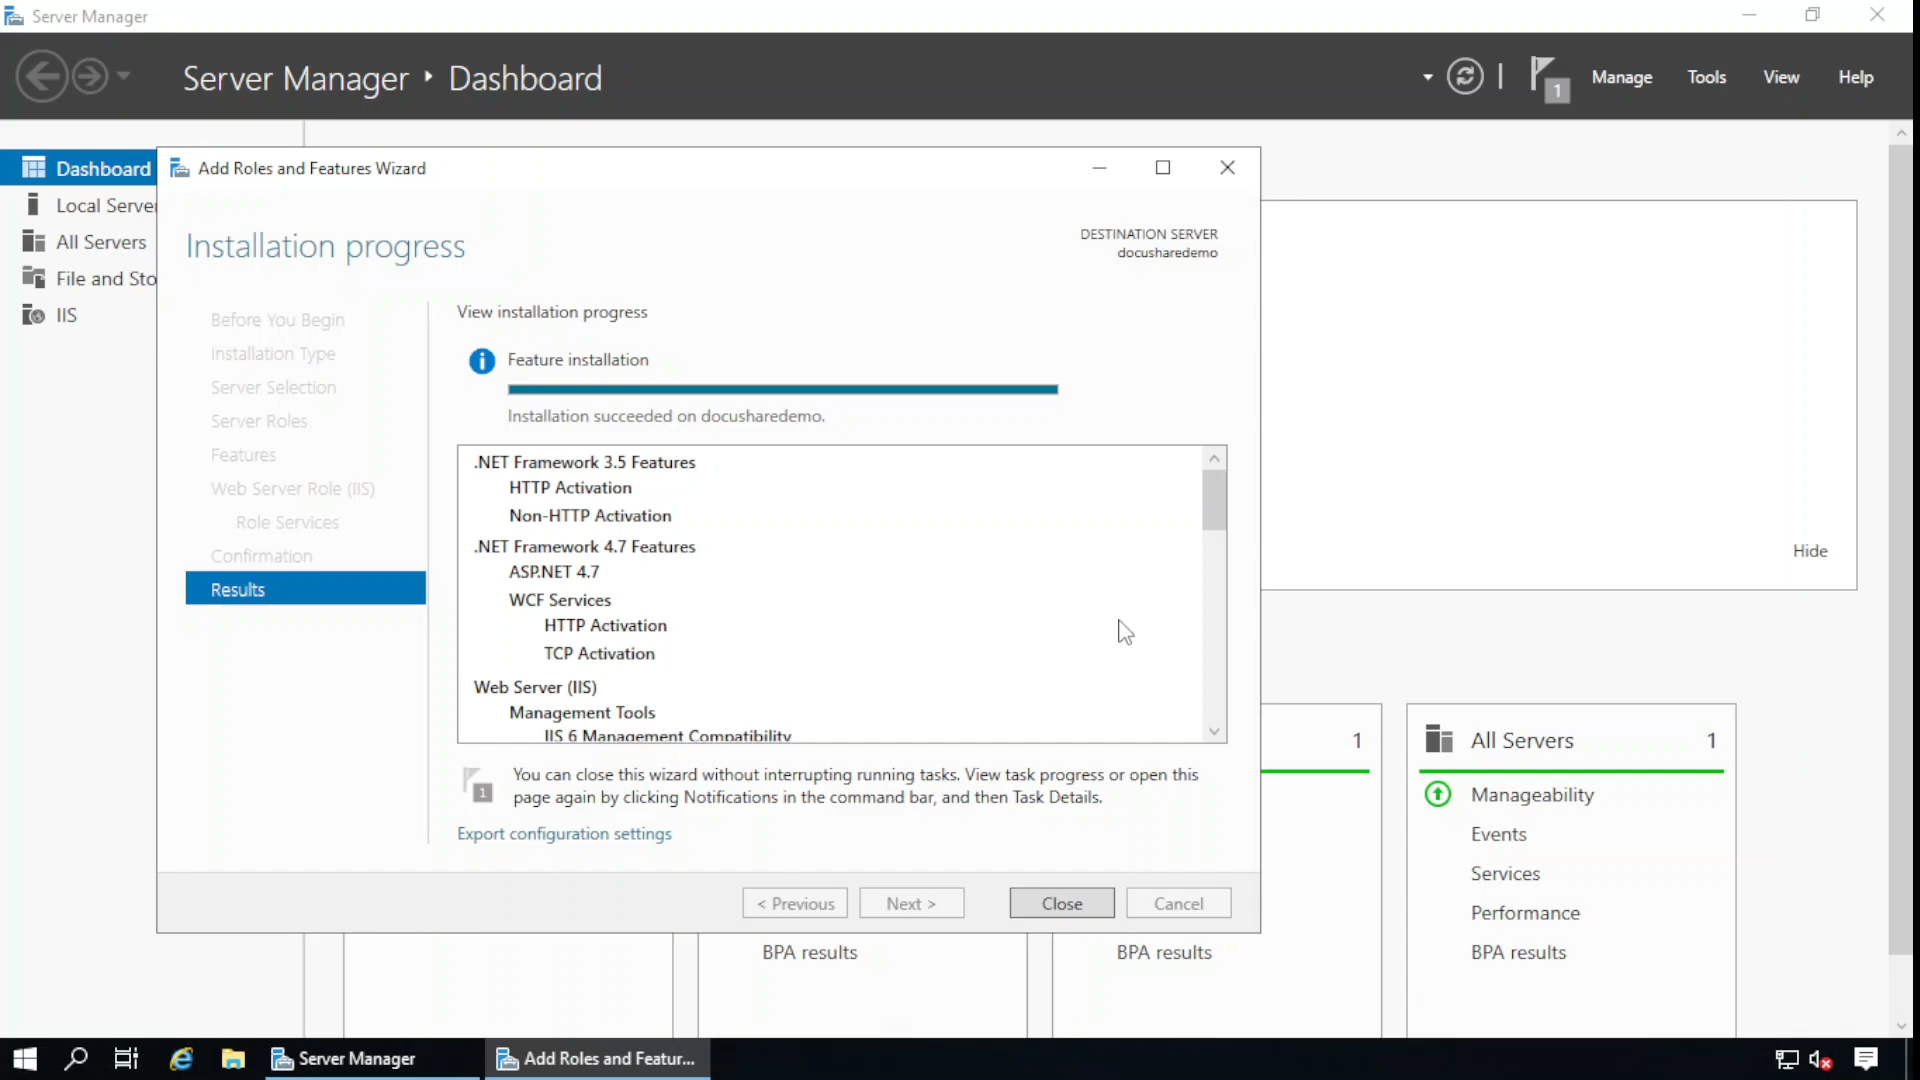 Server Manager
Server Manager ‣ Dashboard
1
Manage
Tools
View
Help
Dashboard
Local Server
All Servers
File and Sto
IIS
Add Roles and Features Wizard
Installation progress
DESTINATION SERVER
docusharedemo
Before You Begin
Installation Type
Server Selection
Server Roles
Features
Web Server Role (IIS)
Role Services
Confirmation
Results
View installation progress
Feature installation
Installation succeeded on docusharedemo.
.NET Framework 3.5 Features
HTTP Activation
Non-HTTP Activation
.NET Framework 4.7 Features
ASP.NET 4.7
WCF Services
HTTP Activation
TCP Activation
Web Server (IIS)
Management Tools
IIS 6 Management Compatibility
1
You can close this wizard without interrupting running tasks. View task progress or open this
page again by clicking Notifications in the command bar, and then Task Details.
Export configuration settings
< Previous
Next >
Close
Cancel
Hide
1
All Servers
1
Manageability
Events
Services
Performance
BPA results
BPA results
BPA results
Server Manager
Add Roles and Featur...